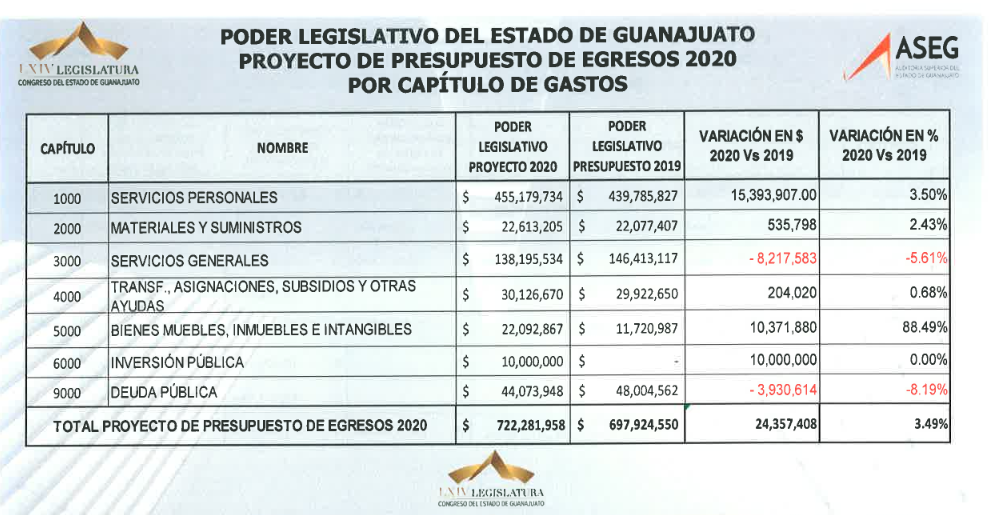 PODER LEGISLATIVO DEL ESTADO DE GUANAJUATO
PROYECTO DE PRESUPUESTO DE EGRESOS 2020
POR CAPÍTULO DE GASTOS
LXIV LEGISLATURA
CONGRESO DEL ESTADO DE GUANAJUATO
ASEG
AUDITORÍA SUPERIOR DEL
ESTADO DE GUANAJUATO
CAPÍTULO NOMBRE PODER LEGISLATIVO PROYECTO 2020 PODER LEGISLATIVO PRESUPUESTO 2019 VARIACIÓN EN $ 2020 Vs 2019 VARIACIÓN EN % 2020 Vs 2019
1000 SERVICIOS PERSONALES $ 455,179,734 $ 439,785,827 15,393,907.00 3.50%
2000 MATERIALES Y SUMINISTROS $ 22,613,205 $ 22,077,407 535,798 2.43%
3000 SERVICIOS GENERALES $ 138,195,534 $ 146,413,117 - 8,217,583 -5.61%
4000 TRANSF., ASIGNACIONES, SUBSIDIOS Y OTRAS AYUDAS $ 30,126,670 $ 29,922,650 204,020 0.68%
5000 BIENES MUEBLES, INMUEBLES E INTANGIBLES $ 22,092,867 $ 11,720,987 10,371,880 88.49%
6000 INVERSIÓN PÚBLICA $ 10,000,000 $ - 10,000,000 0.00%
9000 DEUDA PÚBLICA $ 44,073,948 $ 48,004,562 - 3,930,614 -8.19%
TOTAL PROYECTO DE PRESUPUESTO DE EGRESOS 2020 $ 722,281,958 $ 697,924,550 24,357,408 3.49%
LXIV LEGISLATURA
CONGRESO DEL ESTADO DE GUANAJUATO